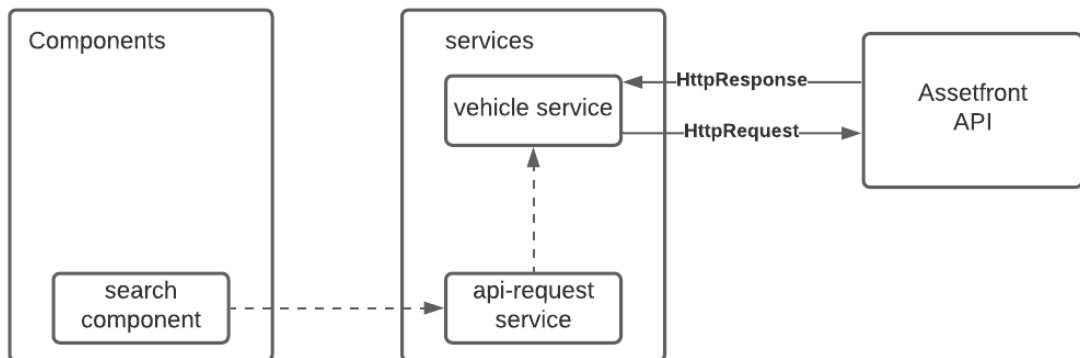 Components
services
vehicle service
HttpResponse
HttpRequest
Assetfront
API
search
component
api-request
service